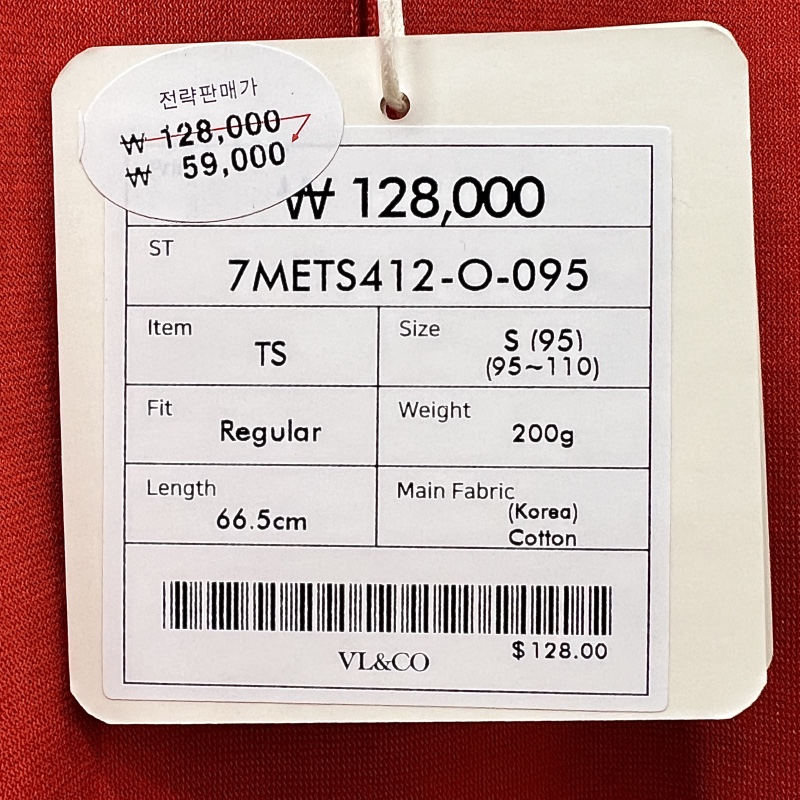 전략판매가
₩ 128,000
₩ 59,000
₩ 128,000
ST
7METS412-O-095
Item
TS
Size
S (95)
(95~110)
Fit
Regular
Weight
200g
Length
66.5cm
Main Fabric
(Korea)
Cotton
$128.00
VL&CO